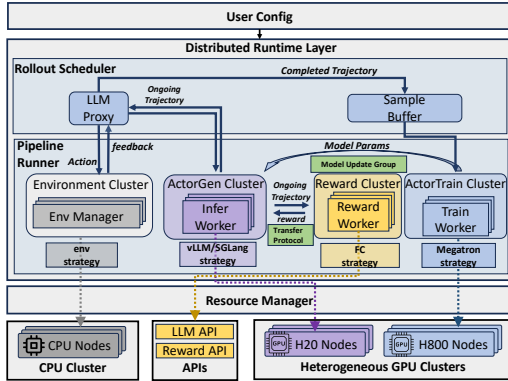 User Config
Distributed Runtime Layer
Rollout Scheduler
Completed Trajectory
Ongoing
Trajectory
LLM
Proxy
Sample
Buffer
Pipeline
Runner
Action
feedback
Model Params
Model Update Group
Environment Cluster
Env Manager
env
strategy
ActorGen Cluster
Infer
Worker
vLLM/SGLang
strategy
Ongoing
Trajectory
reward
Transfer
Protocol
Reward Cluster
Reward
Worker
FC
strategy
ActorTrain Cluster
Train
Worker
Megatron
strategy
Resource Manager
CPU Nodes
CPU Cluster
LLM API
Reward API
APIs
GPU
H20 Nodes
GPU
H800 Nodes
Heterogeneous GPU Clusters